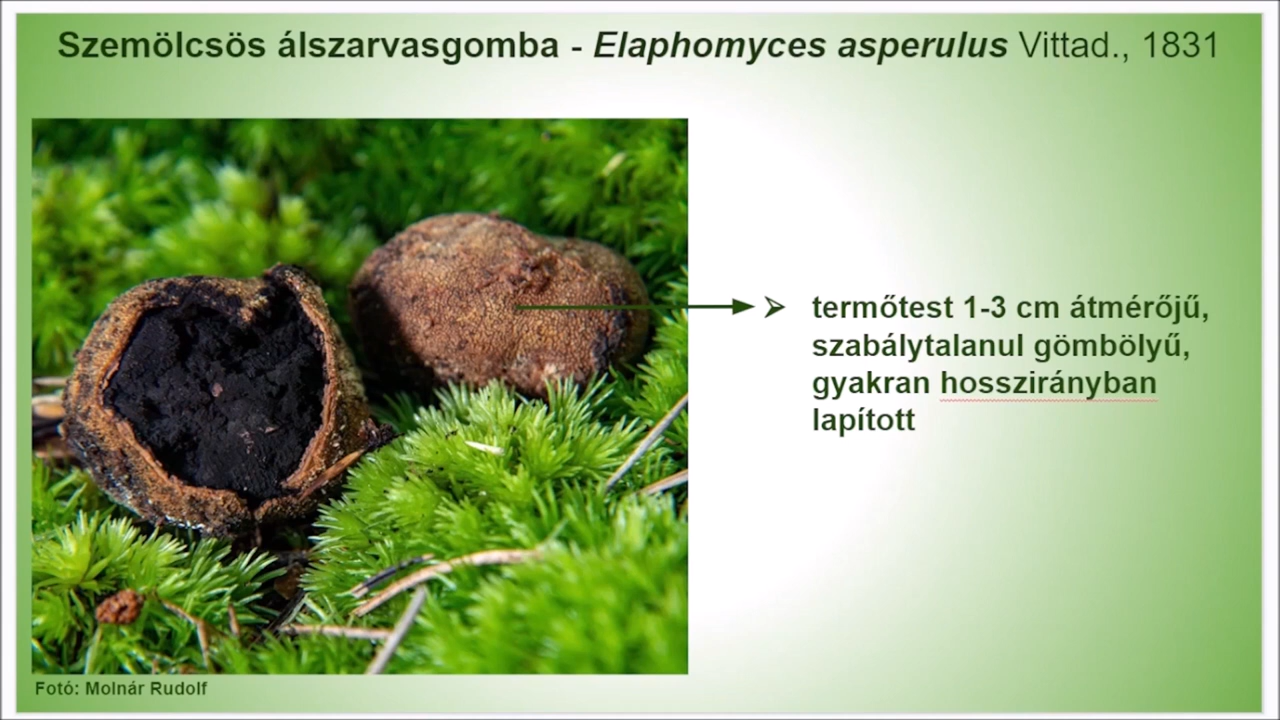 Szemölcsös álszarvasgomba - Elaphomyces asperulus Vittad., 1831
➢ termőtest 1-3 cm átmérőjű,
szabálytalanul gömbölyű,
gyakran hosszirányban
lapított
Fotó: Molnár Rudolf